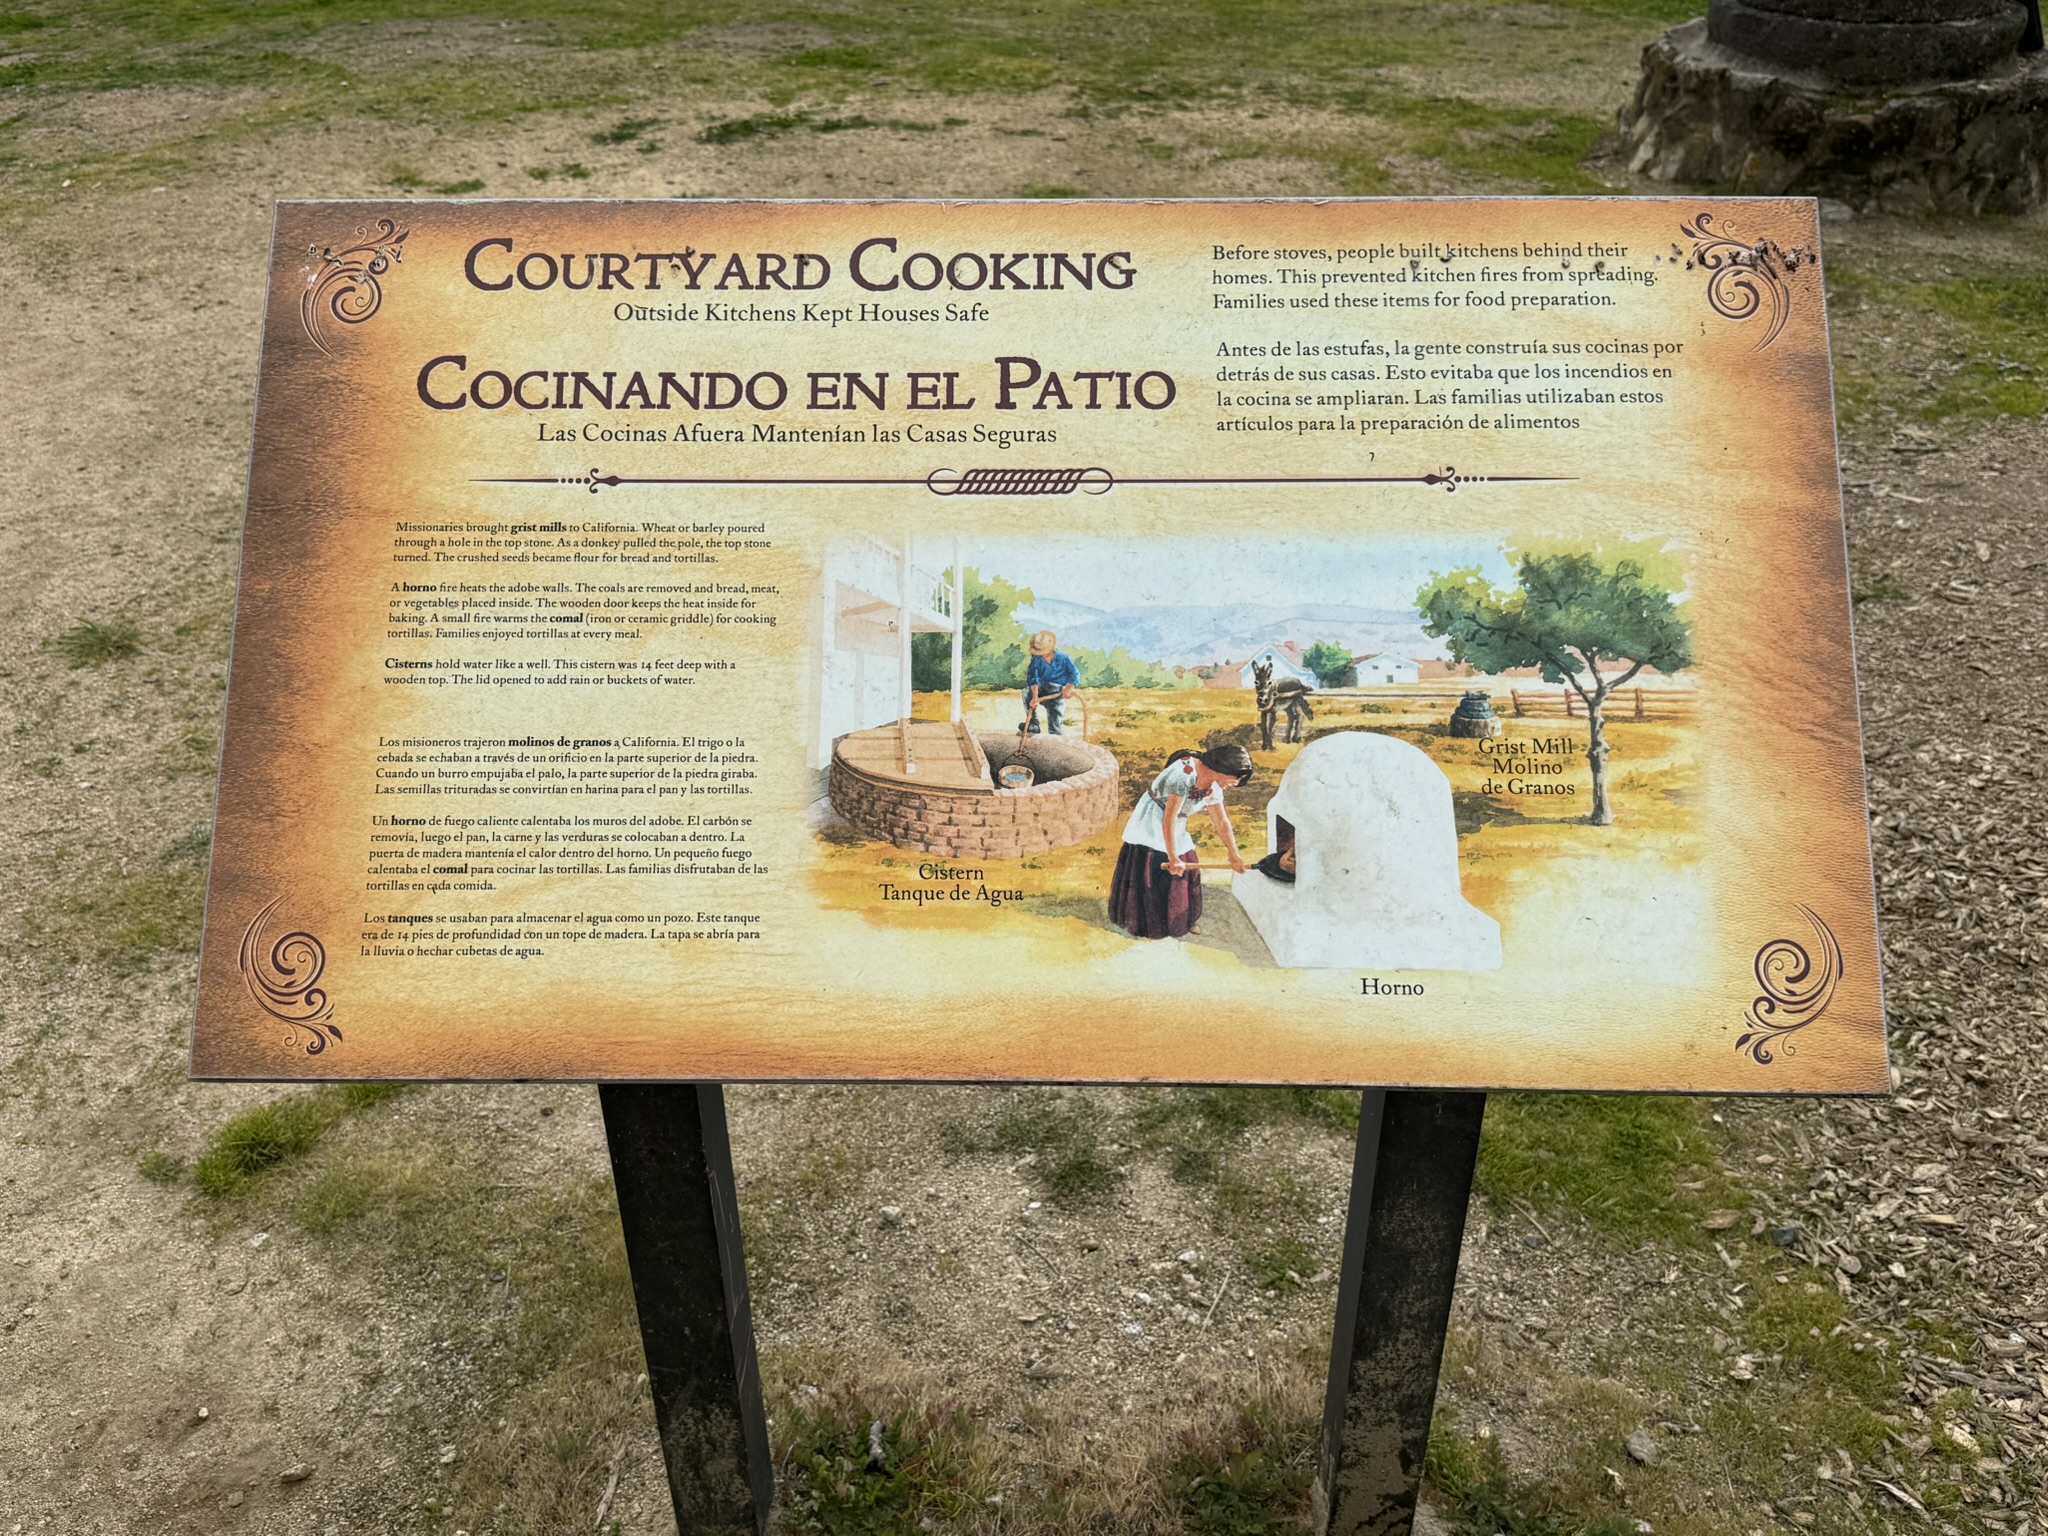 Courtyard Cooking
Outside Kitchens Kept Houses Safe
Cocinando en el Patio
Las Cocinas Afuera Mantenían las Casas Seguras
Before stoves, people built kitchens behind their
homes. This prevented kitchen fires from spreading.
Families used these items for food preparation.
Antes de las estufas, la gente construía sus cocinas por
detrás de sus casas. Esto evitaba que los incendios en
la cocina se ampliaran. Las familias utilizaban estos
artículos para la preparación de alimentos
Missionaries brought grist mills to California. Wheat or barley poured
through a hole in the top stone. As a donkey pulled the pole, the top stone
turned. The crushed seeds became flour for bread and tortillas.
A horno fire heats the adobe walls. The coals are removed and bread, meat,
or vegetables placed inside. The wooden door keeps the heat inside for
baking. A small fire warms the comal (iron or ceramic griddle) for cooking
tortillas. Families enjoyed tortillas at every meal.
Cisterns hold water like a well. This cistern was 14 feet deep with a
wooden top. The lid opened to add rain or buckets of water.
Los misioneros trajeron molinos de granos a California. El trigo o la
cebada se echaban a través de un orificio en la parte superior de la piedra.
Cuando un burro empujaba el palo, la parte superior de la piedra giraba.
Las semillas trituradas se convirtían en harina para el pan y las tortillas.
Un horno de fuego caliente calentaba los muros del adobe. El carbón se
removía, luego el pan, la carne y las verduras se colocaban a dentro. La
puerta de madera mantenía el calor dentro del horno. Un pequeño fuego
calentaba el comal para cocinar las tortillas. Las familias disfrutaban de las
tortillas en cada comida.
Los tanques se usaban para almacenar el agua como un pozo. Este tanque
era de 14 pies de profundidad con un tope de madera. La tapa se abría para
la lluvia o hechar cubetas de agua.
Grist Mill
Molino
de Granos
Cistern
Tanque de Agua
Horno